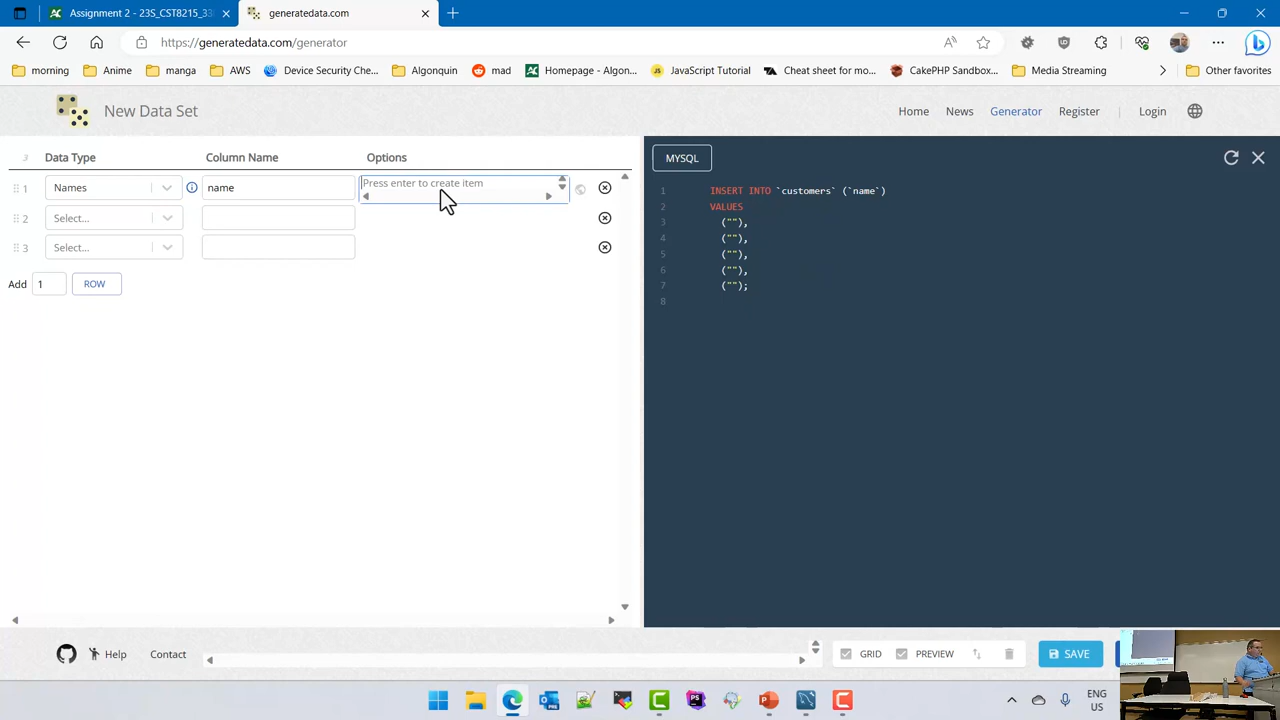 Assignment 2 - 23S_CST8215_33
generatedata.com
https://generatedata.com/generator
morning
Anime
manga
AWS
Device Security Che...
Algonquin
mad
Homepage - Algon...
JavaScript Tutorial
Cheat sheet for mo...
CakePHP Sandbox...
Media Streaming
Other favorites
New Data Set
Home
News
Generator
Register
Login
3 Data Type Column Name Options
1 Names name Press enter to create item
2 Select...
3 Select...
Add 1 ROW
MYSQL
1 INSERT INTO `customers` (`name`)
2 VALUES
3 (""),
4 (""),
5 (""),
6 (""),
7 ("");
8
Help
Contact
GRID
PREVIEW
SAVE
ENG
US